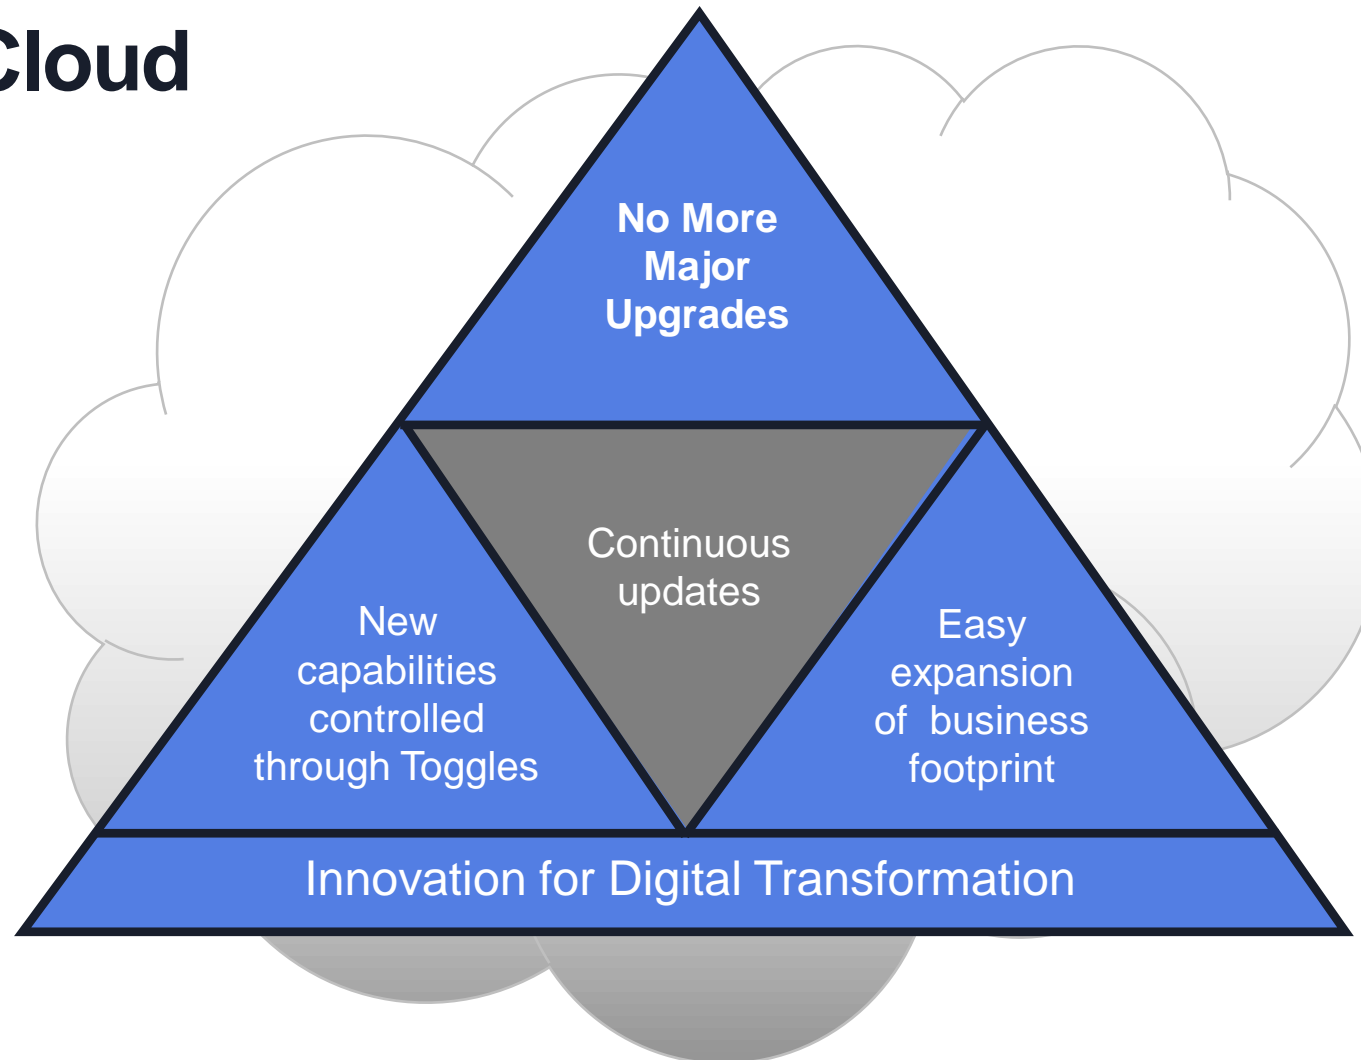 Cloud
No More
Major
Upgrades
Continuous
updates
New
capabilities
controlled
through Toggles
Easy
expansion
of  business
footprint
Innovation for Digital Transformation